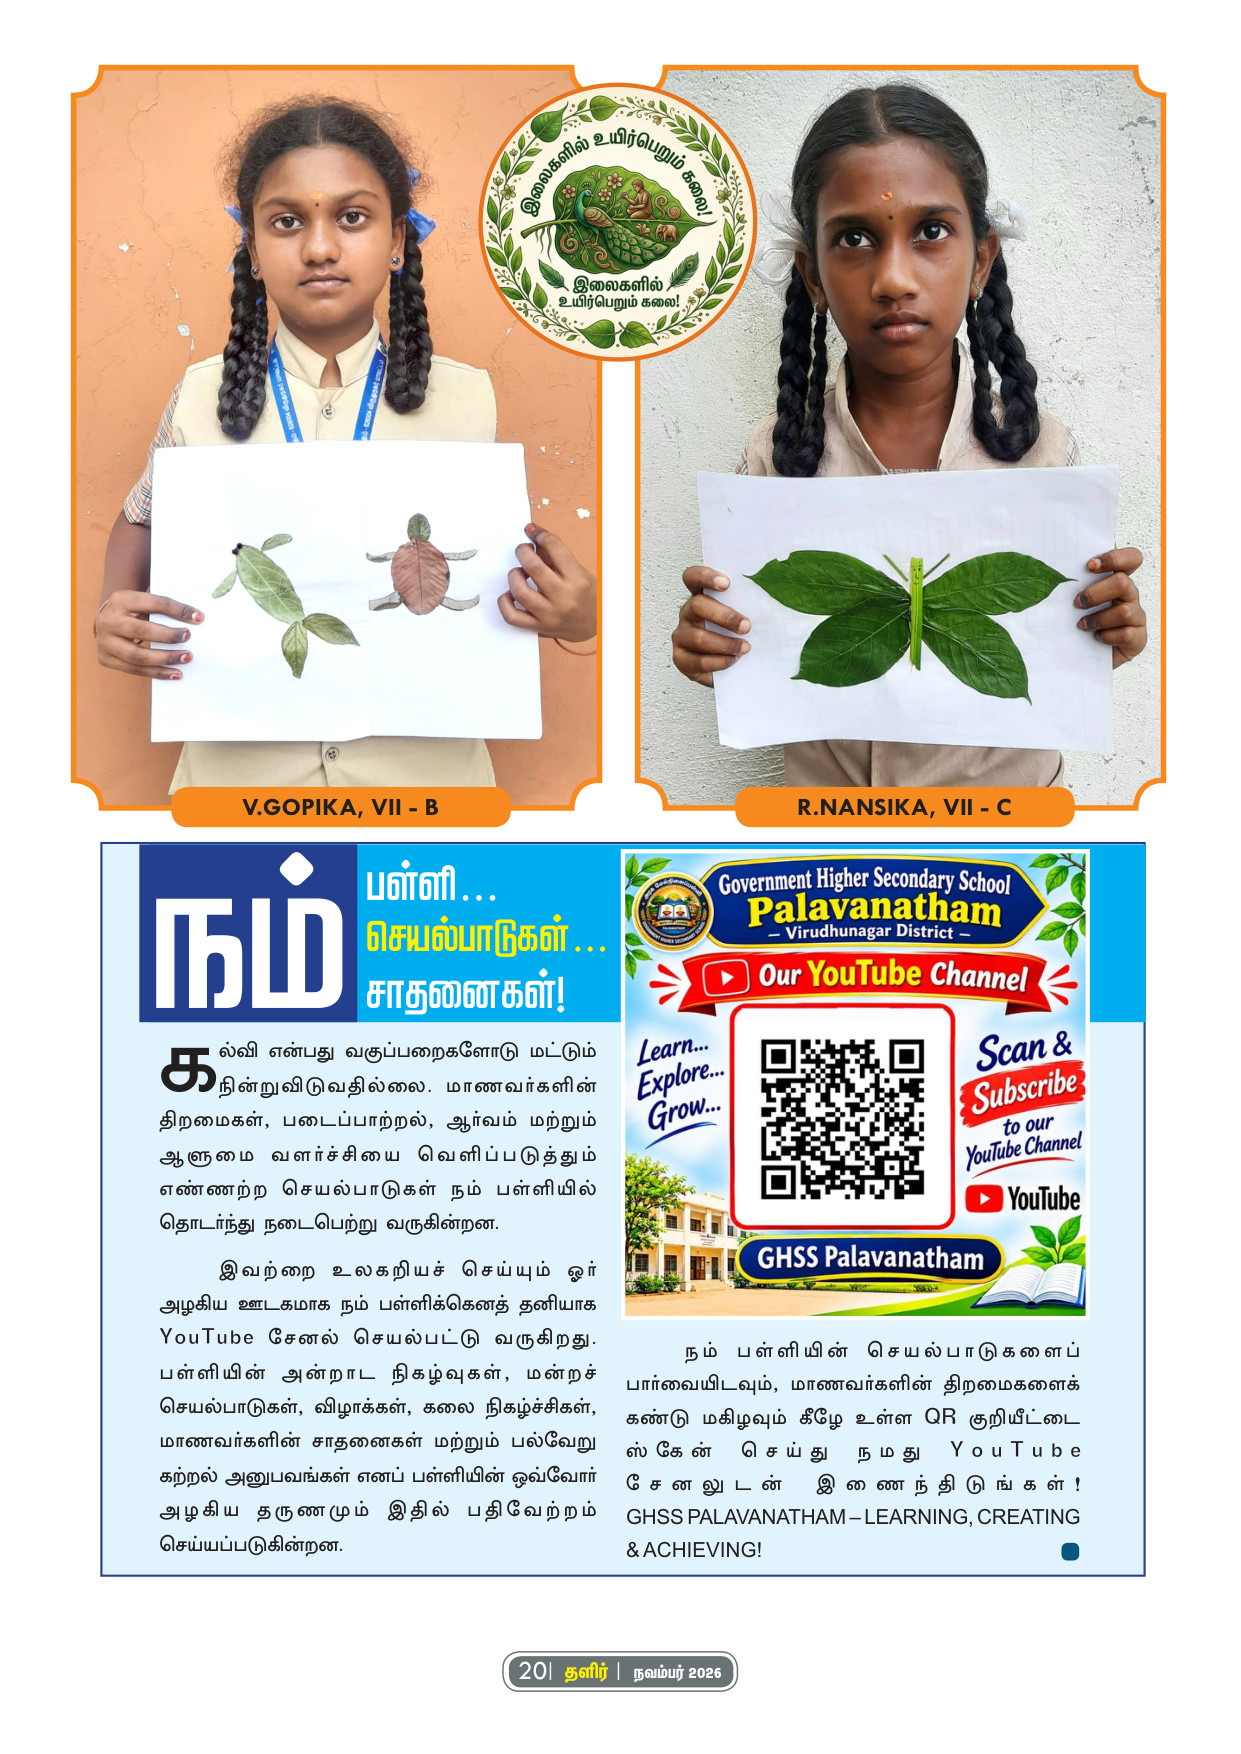 இலைகளில் உயிர்பெறும் கலை!
இலைகளில்
உயிர்பெறும் கலை!
V.GOPIKA, VII - B
R.NANSIKA, VII - C
நம்
பள்ளி...
செயல்பாடுகள்...
சாதனைகள்!
கல்வி என்பது வகுப்பறைகளோடு மட்டும்
நின்றுவிடுவதில்லை. மாணவர்களின்
திறமைகள், படைப்பாற்றல், ஆர்வம் மற்றும்
ஆளுமை வளர்ச்சியை வெளிப்படுத்தும்
எண்ணற்ற செயல்பாடுகள் நம் பள்ளியில்
தொடர்ந்து நடைபெற்று வருகின்றன.
இவற்றை உலகறியச் செய்யும் ஓர்
அழகிய ஊடகமாக நம் பள்ளிக்கெனத் தனியாக
YouTube சேனல் செயல்பட்டு வருகிறது.
பள்ளியின் அன்றாட நிகழ்வுகள், மன்றச்
செயல்பாடுகள், விழாக்கள், கலை நிகழ்ச்சிகள்,
மாணவர்களின் சாதனைகள் மற்றும் பல்வேறு
கற்றல் அனுபவங்கள் எனப் பள்ளியின் ஒவ்வோர்
அழகிய தருணமும் இதில் பதிவேற்றம்
செய்யப்படுகின்றன.
Government Higher Secondary School
Palavanatham
– Virudhunagar District –
Our YouTube Channel
Learn...
Explore...
Grow...
Scan &
Subscribe
to our
YouTube Channel
YouTube
GHSS Palavanatham
நம் பள்ளியின் செயல்பாடுகளைப்
பார்வையிடவும், மாணவர்களின் திறமைகளைக்
கண்டு மகிழவும் கீழே உள்ள QR குறியீட்டை
ஸ்கேன் செய்து நமது YouTube
சேனலுடன் இணைந்திடுங்கள்!
GHSS PALAVANATHAM – LEARNING, CREATING
& ACHIEVING!
20| தளிர் | நவம்பர் 2026